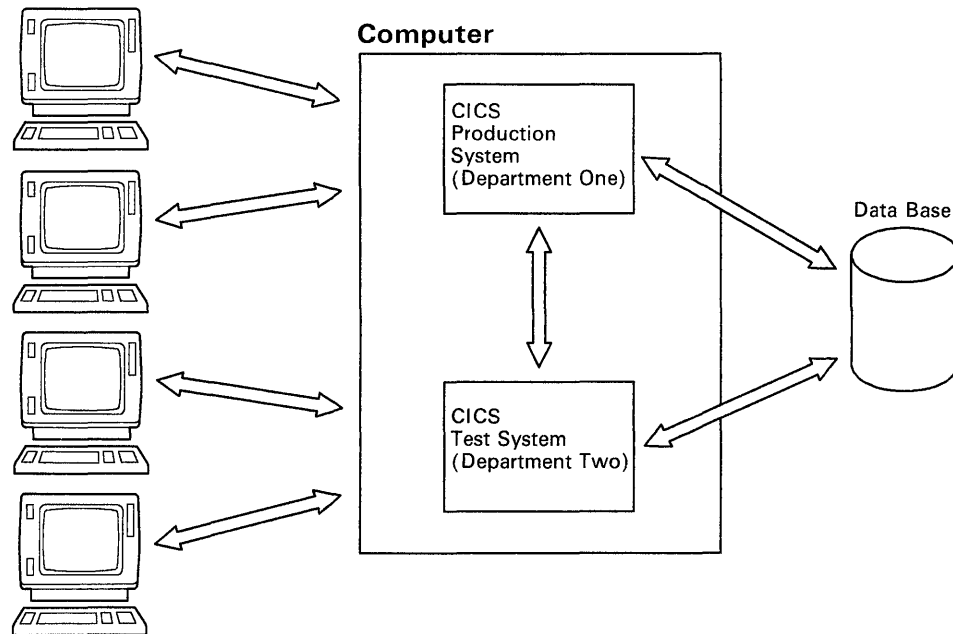 Computer
CICS
Production
System
(Department One)
Data Base
CICS
Test System
(Department Two)